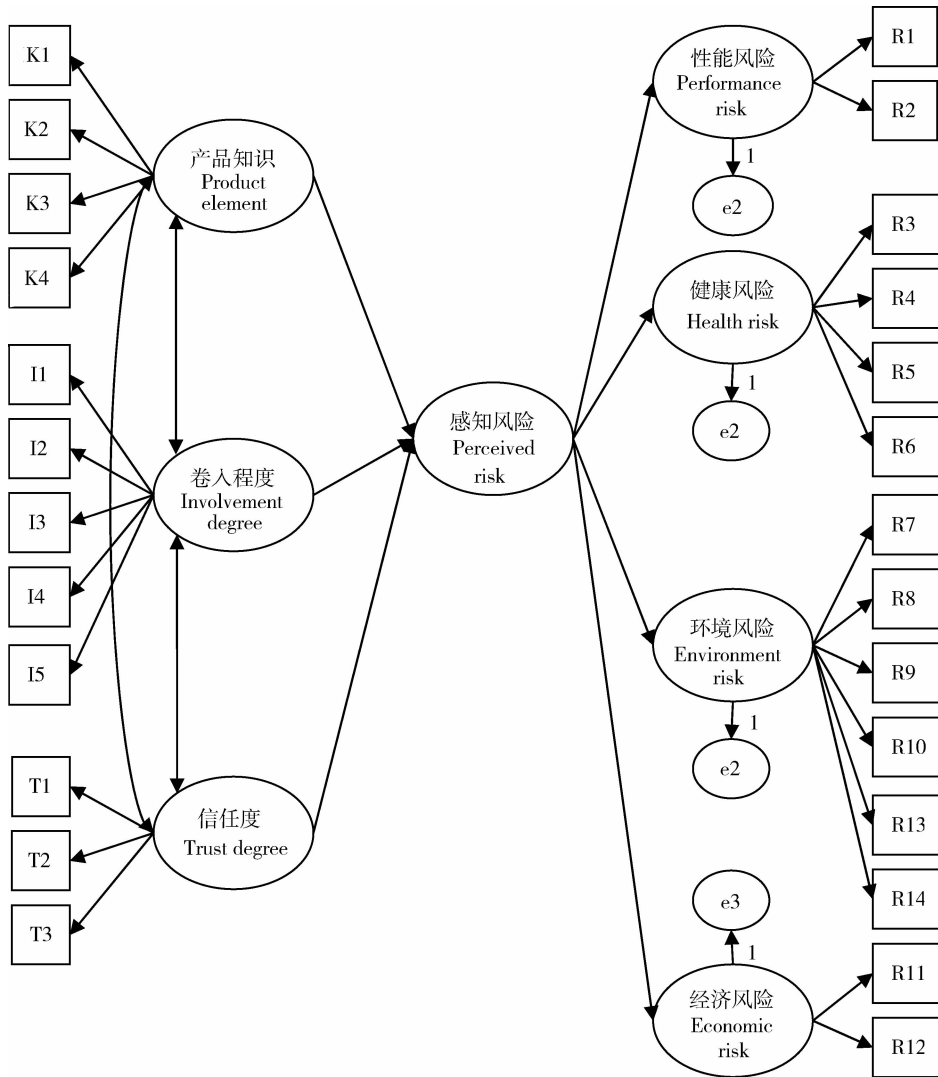 K1
K2
K3
K4
产品知识
Product
element
I1
I2
I3
I4
I5
卷入程度
Involvement
degree
T1
T2
T3
信任度
Trust degree
感知风险
Perceived
risk
性能风险
Performance
risk
1
e2
R1
R2
健康风险
Health risk
1
e2
R3
R4
R5
R6
环境风险
Environment
risk
1
e2
R7
R8
R9
R10
R13
R14
e3
1
经济风险
Economic
risk
R11
R12